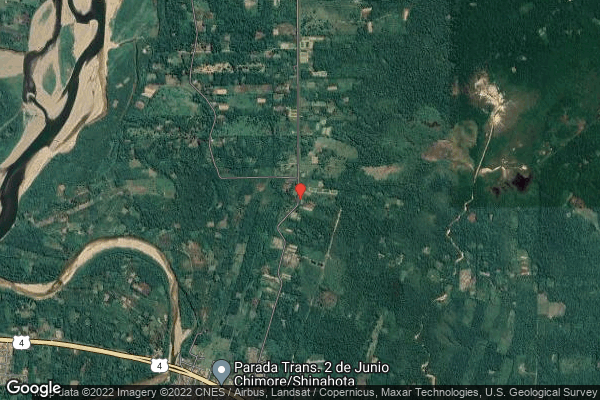 4
4
Parada Trans. 2 de Junio
Chimore/Shinahota
Google
Data ©2022 Imagery ©2022 CNES / Airbus, Landsat / Copernicus, Maxar Technologies, U.S. Geological Survey